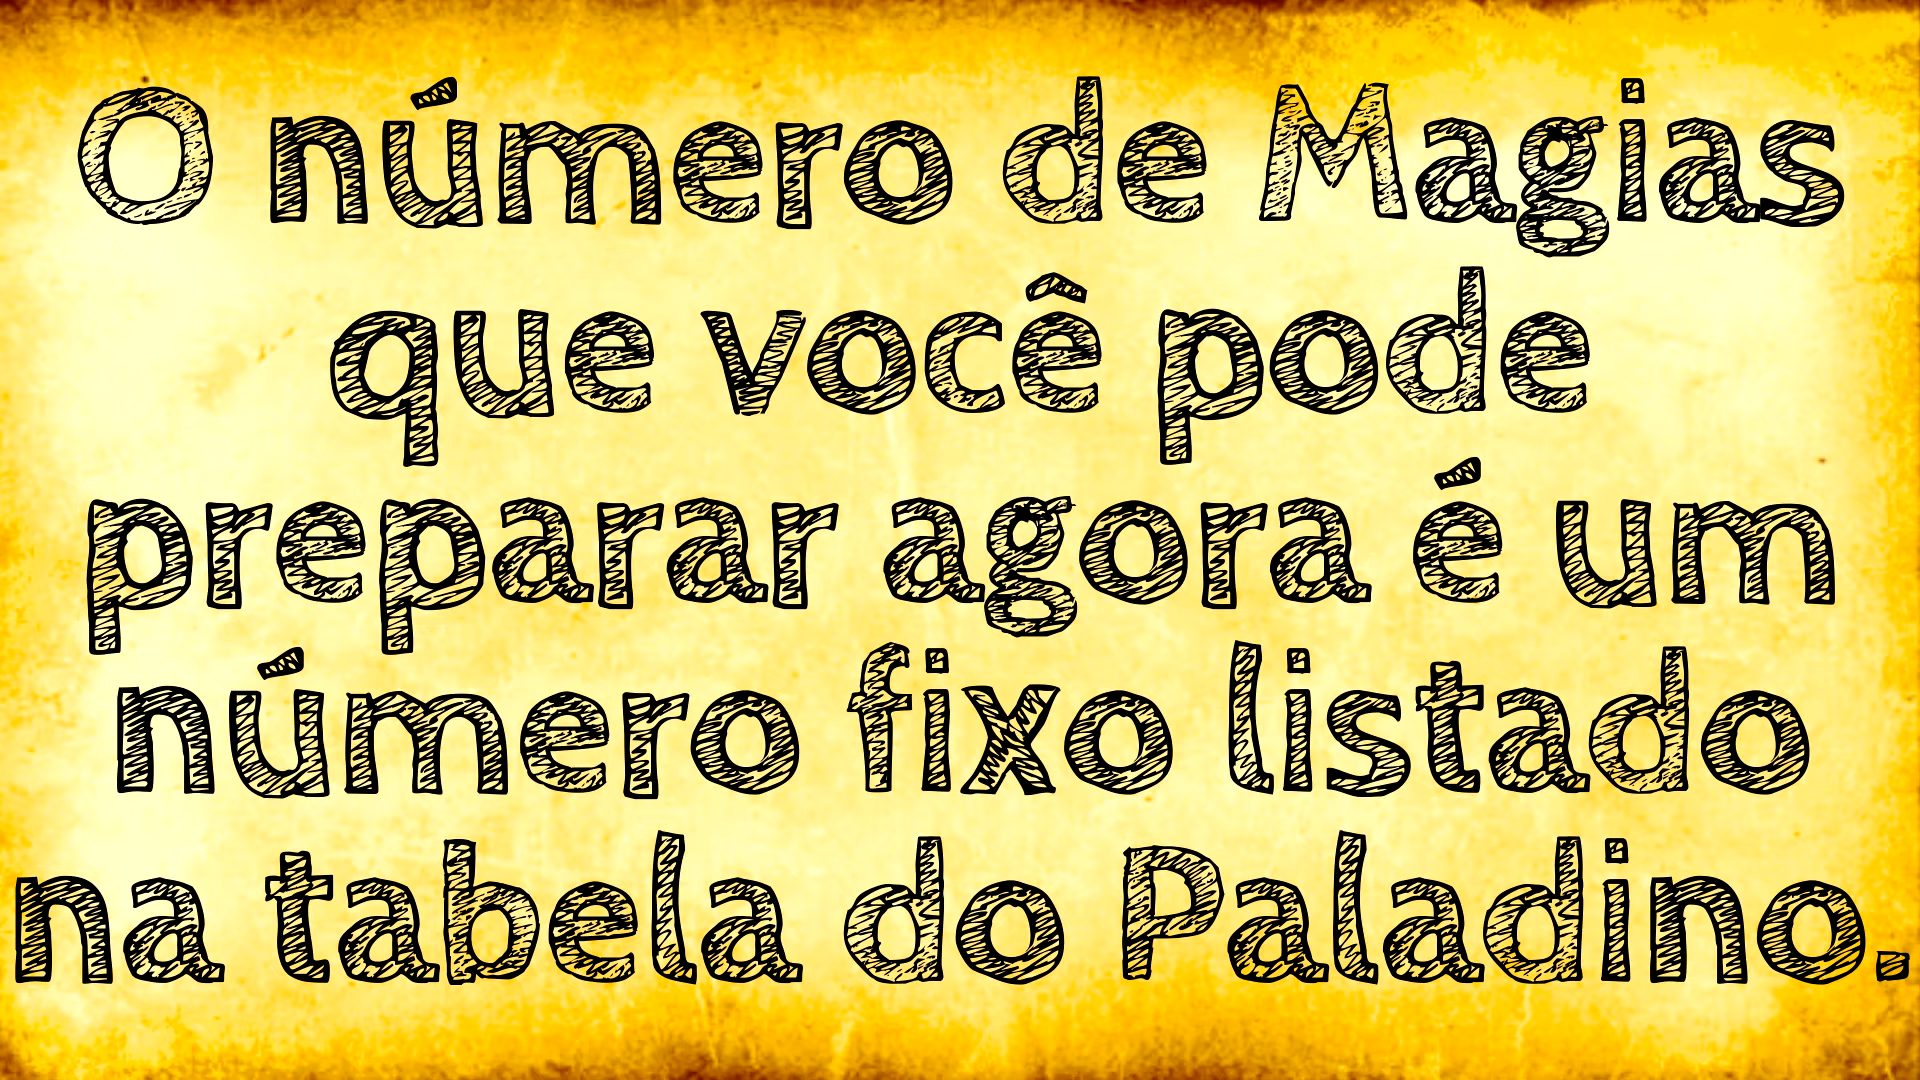 O número de Magias
que você pode
preparar agora é um
número fixo listado
na tabela do Paladino.